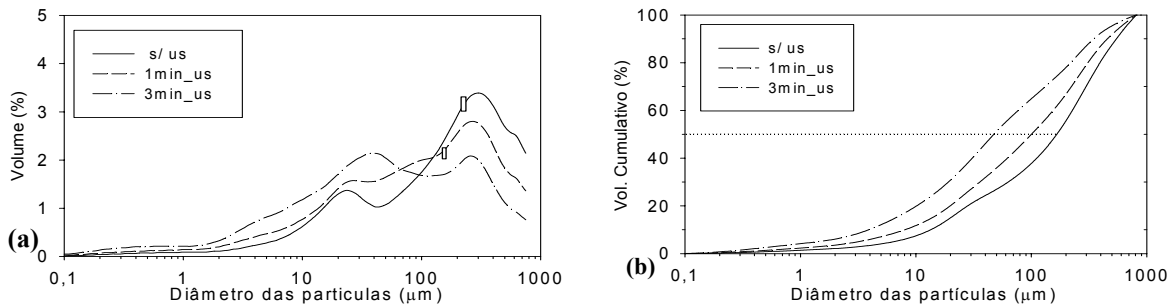 5
4
3
2
1
0
Volume (%)
s/ us
1min_us
3min_us
0,1
1
10
100
1000
Diâmetro das particulas (μm)
(a)
100
80
60
40
20
0
Vol. Cumulativo (%)
s/ us
1min_us
3min_us
0,1
1
10
100
1000
Diâmetro das partículas (μm)
(b)